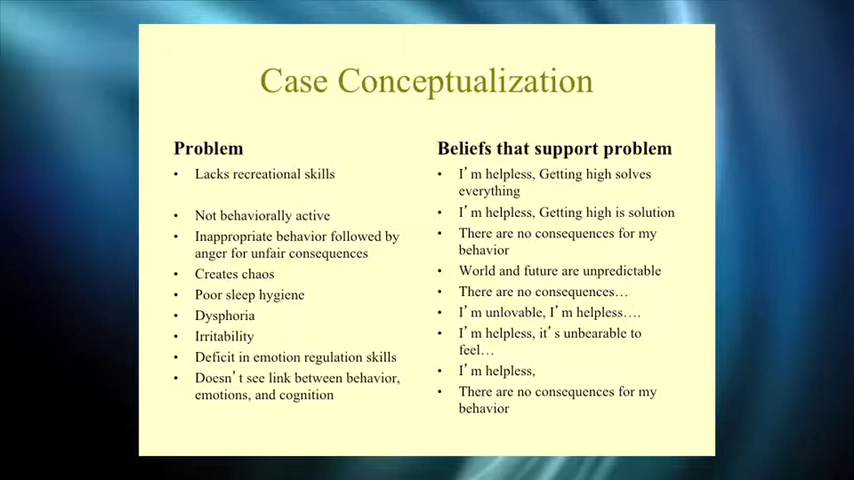 Case Conceptualization
Problem
• Lacks recreational skills
• Not behaviorally active
• Inappropriate behavior followed by
anger for unfair consequences
• Creates chaos
• Poor sleep hygiene
• Dysphoria
• Irritability
• Deficit in emotion regulation skills
• Doesn’t see link between behavior,
emotions, and cognition
Beliefs that support problem
• I’m helpless, Getting high solves
everything
• I’m helpless, Getting high is solution
• There are no consequences for my
behavior
• World and future are unpredictable
• There are no consequences…
• I’m unlovable, I’m helpless….
• I’m helpless, it’s unbearable to
feel…
• I’m helpless,
• There are no consequences for my
behavior